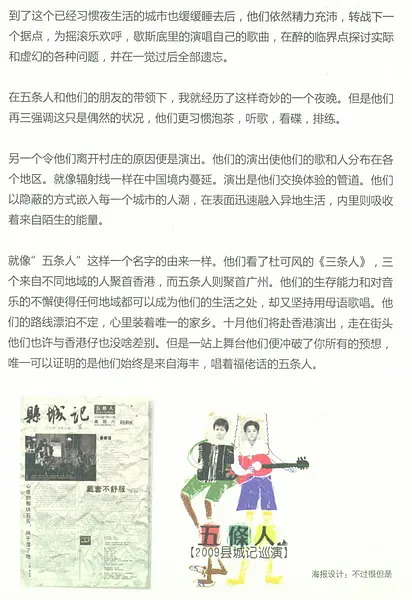 到了这个已经习惯夜生活的城市也缓缓睡去后，他们依然精力充沛，转战下一
个据点，为摇滚乐欢呼，歇斯底里的演唱自己的歌曲，在醉的临界点探讨实际
和虚幻的各种问题，并在一觉过后全部遗忘。
在五条人和他们的朋友的带领下，我就经历了这样奇妙的一个夜晚。但是他们
再三强调这只是偶然的状况，他们更习惯泡茶，听歌，看碟，排练。
另一个令他们离开村庄的原因便是演出。他们的演出使他们的歌和人分布在各
个地区。就像辐射线一样在中国境内蔓延。演出是他们交换体验的管道。他们
以隐蔽的方式嵌入每一个城市的人潮，在表面迅速融入异地生活，内里则吸收
着来自陌生的能量。
就像“五条人”这样一个名字的由来一样。他们看了杜可风的《三条人》，三
个来自不同地域的人聚首香港，而五条人则聚首广州。他们的生存能力和对音
乐的不懈使得任何地域都可以成为他们的生活之处，却又坚持用母语歌唱。他
们的路线漂泊不定，心里装着唯一的家乡。十月他们将赴香港演出，走在街头
他们也许与香港仔也没啥差别。但是一站上舞台他们便冲破了你所有的预想，
唯一可以证明的是他们始终是来自海丰，唱着福佬话的五条人。
縣城记
五條人
戴套不舒服
五條人
【2009县城记巡演】
海报设计：不过很但是